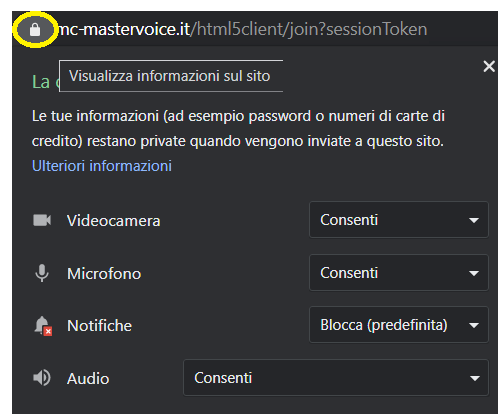 mc-mastervoice.it/html5client/join?sessionToken
La
Visualizza informazioni sul sito
Le tue informazioni (ad esempio password o numeri di carte di
credito) restano private quando vengono inviate a questo sito.
Ulteriori informazioni
Videocamera Consenti
Microfono Consenti
Notifiche Blocca (predefinita)
Audio Consenti